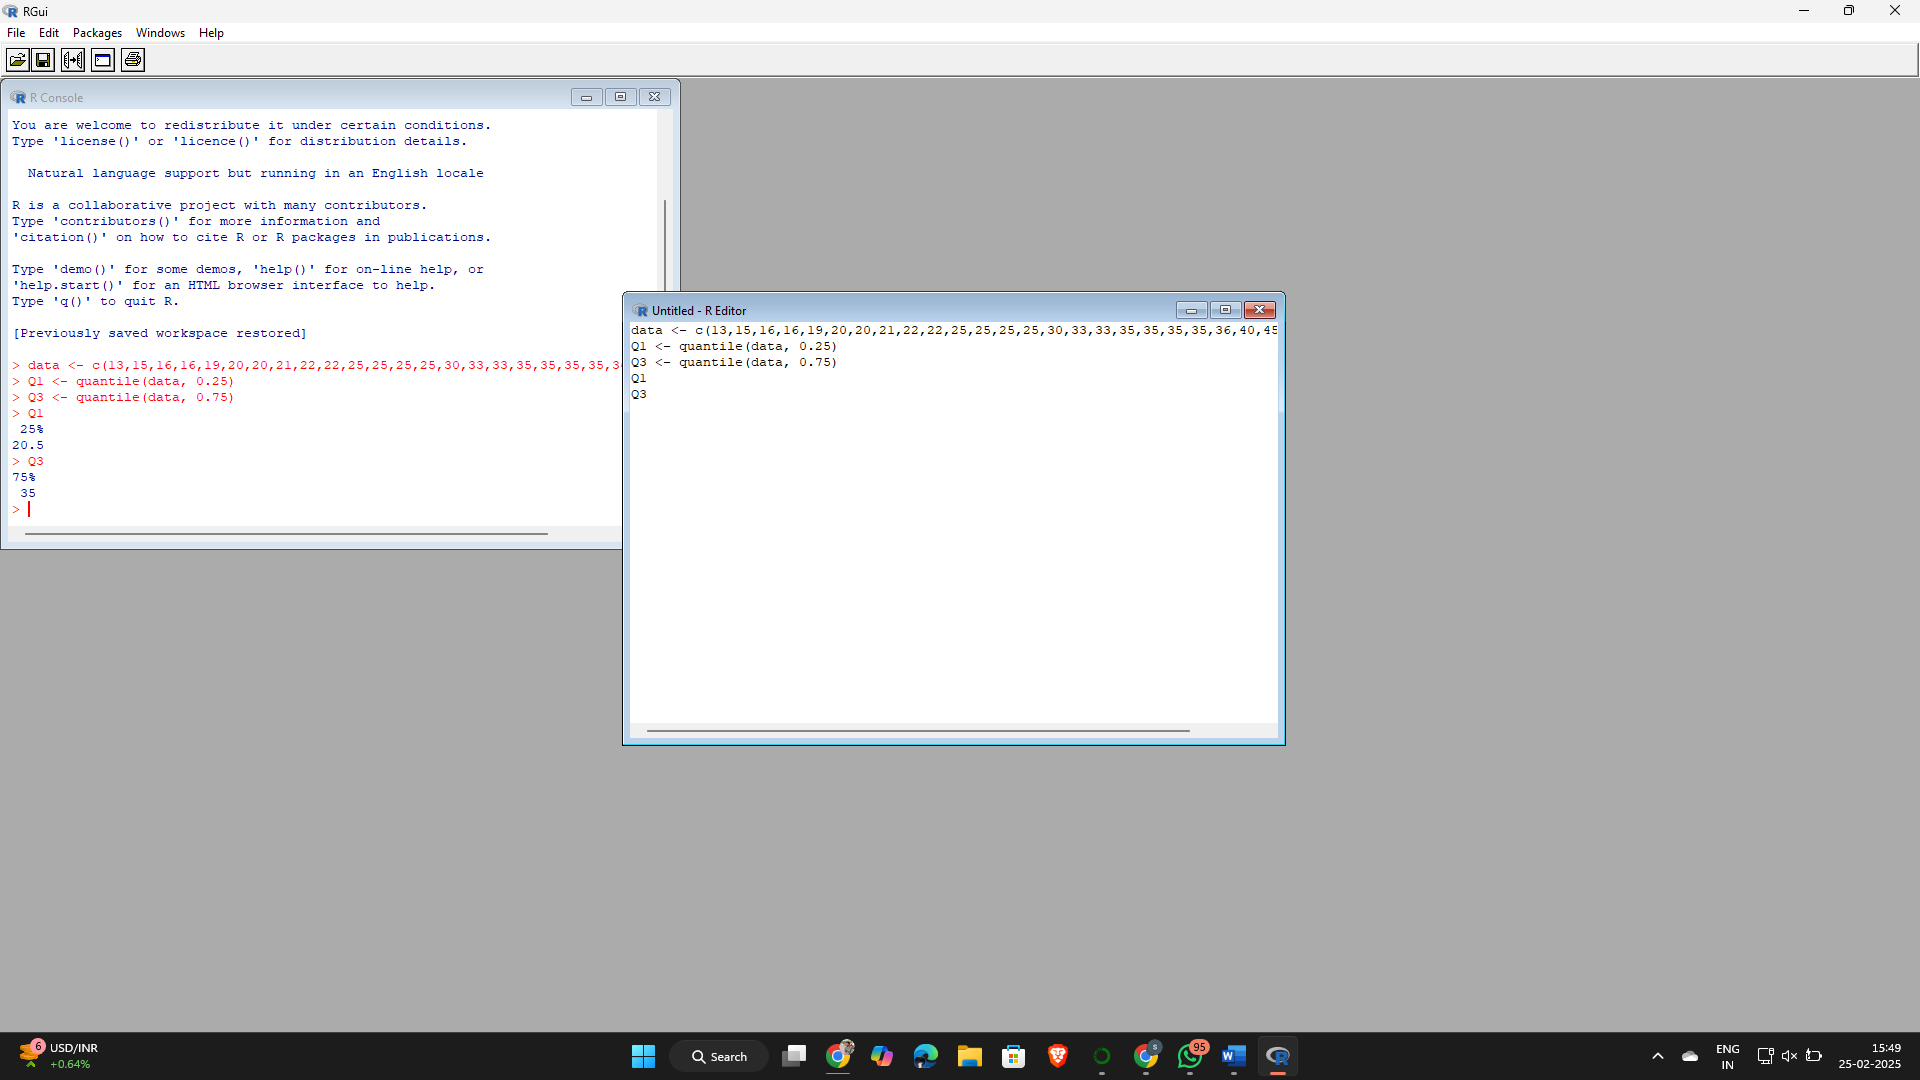 RGui
File Edit Packages Windows Help
R Console
You are welcome to redistribute it under certain conditions.
Type 'license()' or 'licence()' for distribution details.
Natural language support but running in an English locale
R is a collaborative project with many contributors.
Type 'contributors()' for more information and
'citation()' on how to cite R or R packages in publications.
Type 'demo()' for some demos, 'help()' for on-line help, or
'help.start()' for an HTML browser interface to help.
Type 'q()' to quit R.
[Previously saved workspace restored]
> data <- c(13,15,16,16,19,20,20,21,22,22,25,25,25,25,30,33,33,35,35,35,35,3
> Q1 <- quantile(data, 0.25)
> Q3 <- quantile(data, 0.75)
> Q1
25%
20.5
> Q3
75%
35
>
Untitled - R Editor
data <- c(13,15,16,16,19,20,20,21,22,22,25,25,25,25,30,33,33,35,35,35,35,36,40,45
Q1 <- quantile(data, 0.25)
Q3 <- quantile(data, 0.75)
Q1
Q3
6
USD/INR
+0.64%
Search
S
95
ENG
IN
15:49
25-02-2025